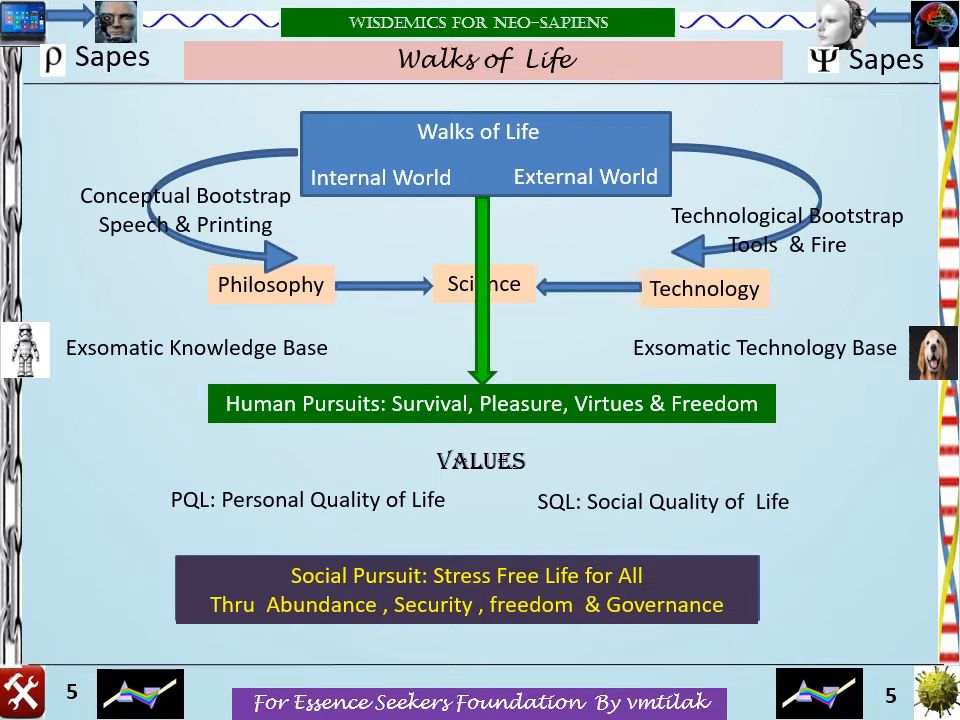 WISDEMICS FOR NEO-SAPIENS
ρ Sapes
Walks of Life
Ψ Sapes
Walks of Life
Internal World
External World
Conceptual Bootstrap
Speech & Printing
Technological Bootstrap
Tools & Fire
Philosophy
Science
Technology
Exsomatic Knowledge Base
Exsomatic Technology Base
Human Pursuits: Survival, Pleasure, Virtues & Freedom
VALUES
PQL: Personal Quality of Life
SQL: Social Quality of Life
Social Pursuit: Stress Free Life for All
Thru Abundance , Security , freedom & Governance
5
For Essence Seekers Foundation By vmtilak
5